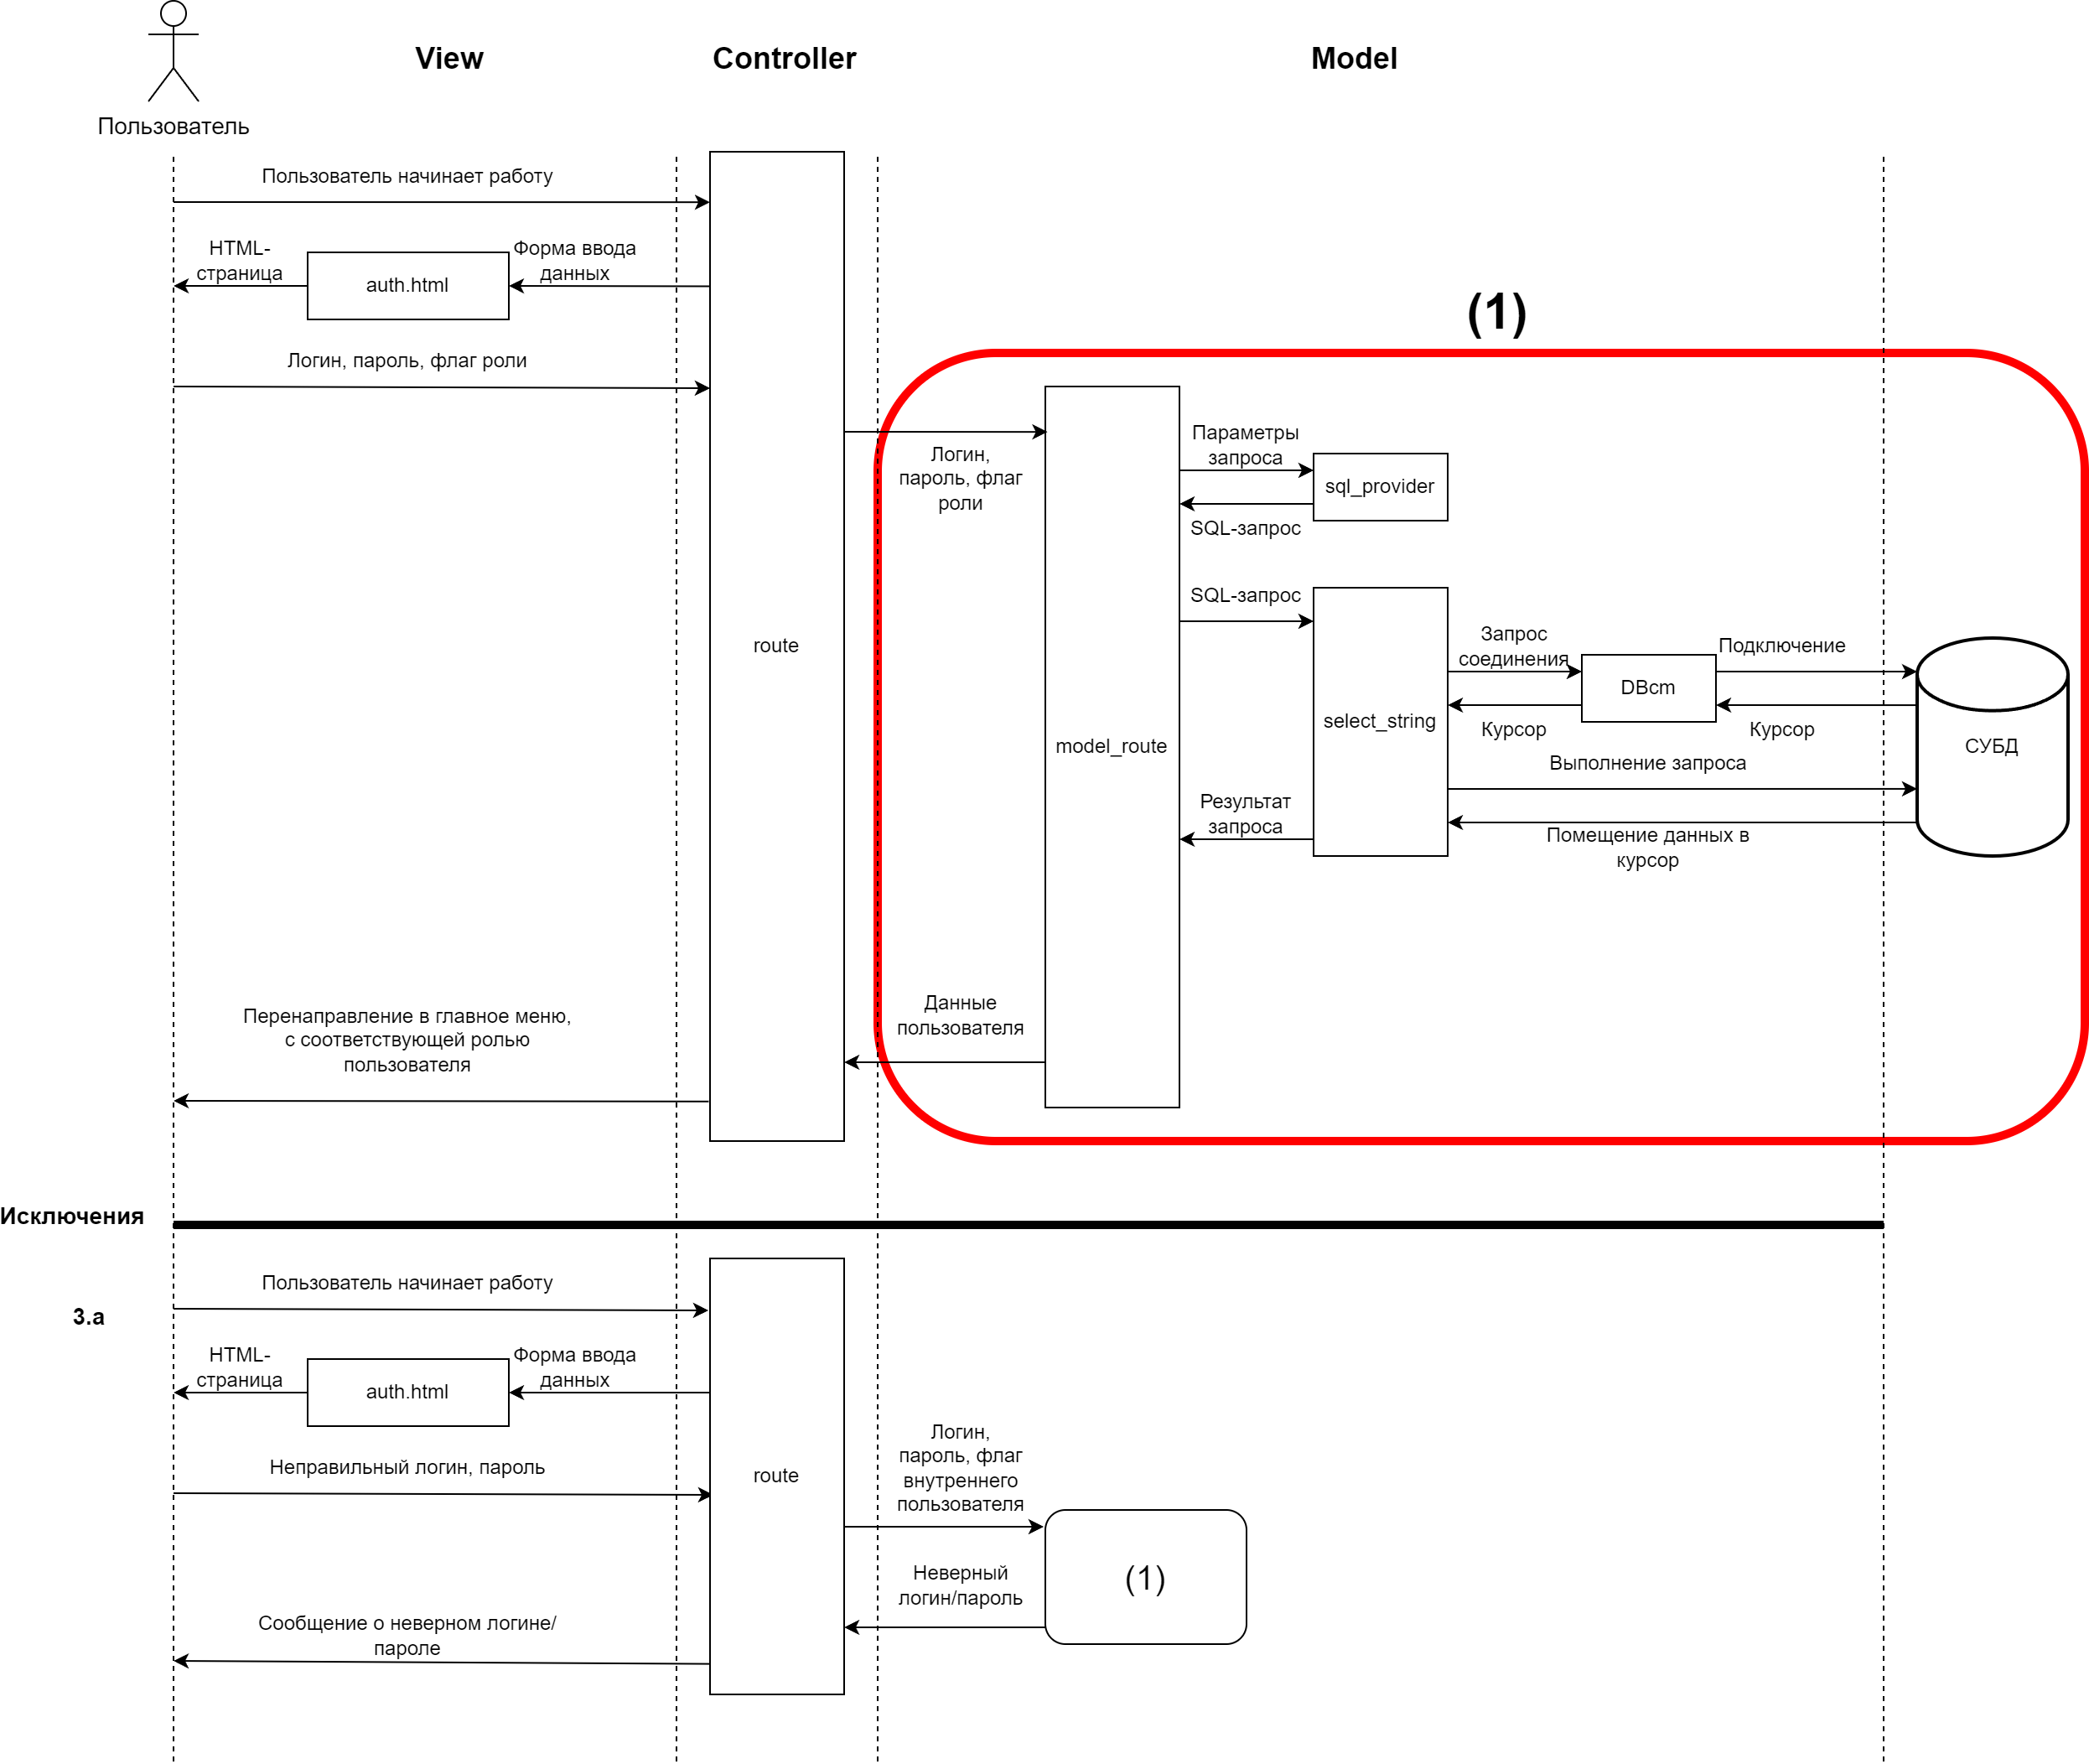 View
Controller
Model
Пользователь
Пользователь начинает работу
HTML-
страница
auth.html
Форма ввода
данных
(1)
Логин, пароль, флаг роли
Логин,
пароль, флаг
роли
Параметры
запроса
sql_provider
SQL-запрос
SQL-запрос
route
model_route
select_string
Запрос
соединения
DBcm
Подключение
Курсор
Курсор
СУБД
Выполнение запроса
Результат
запроса
Помещение данных в
курсор
Данные
пользователя
Перенаправление в главное меню,
с соответствующей ролью
пользователя
Исключения
3.а
Пользователь начинает работу
HTML-
страница
auth.html
Форма ввода
данных
Неправильный логин, пароль
route
Логин,
пароль, флаг
внутреннего
пользователя
(1)
Неверный
логин/пароль
Сообщение о неверном логине/
пароле